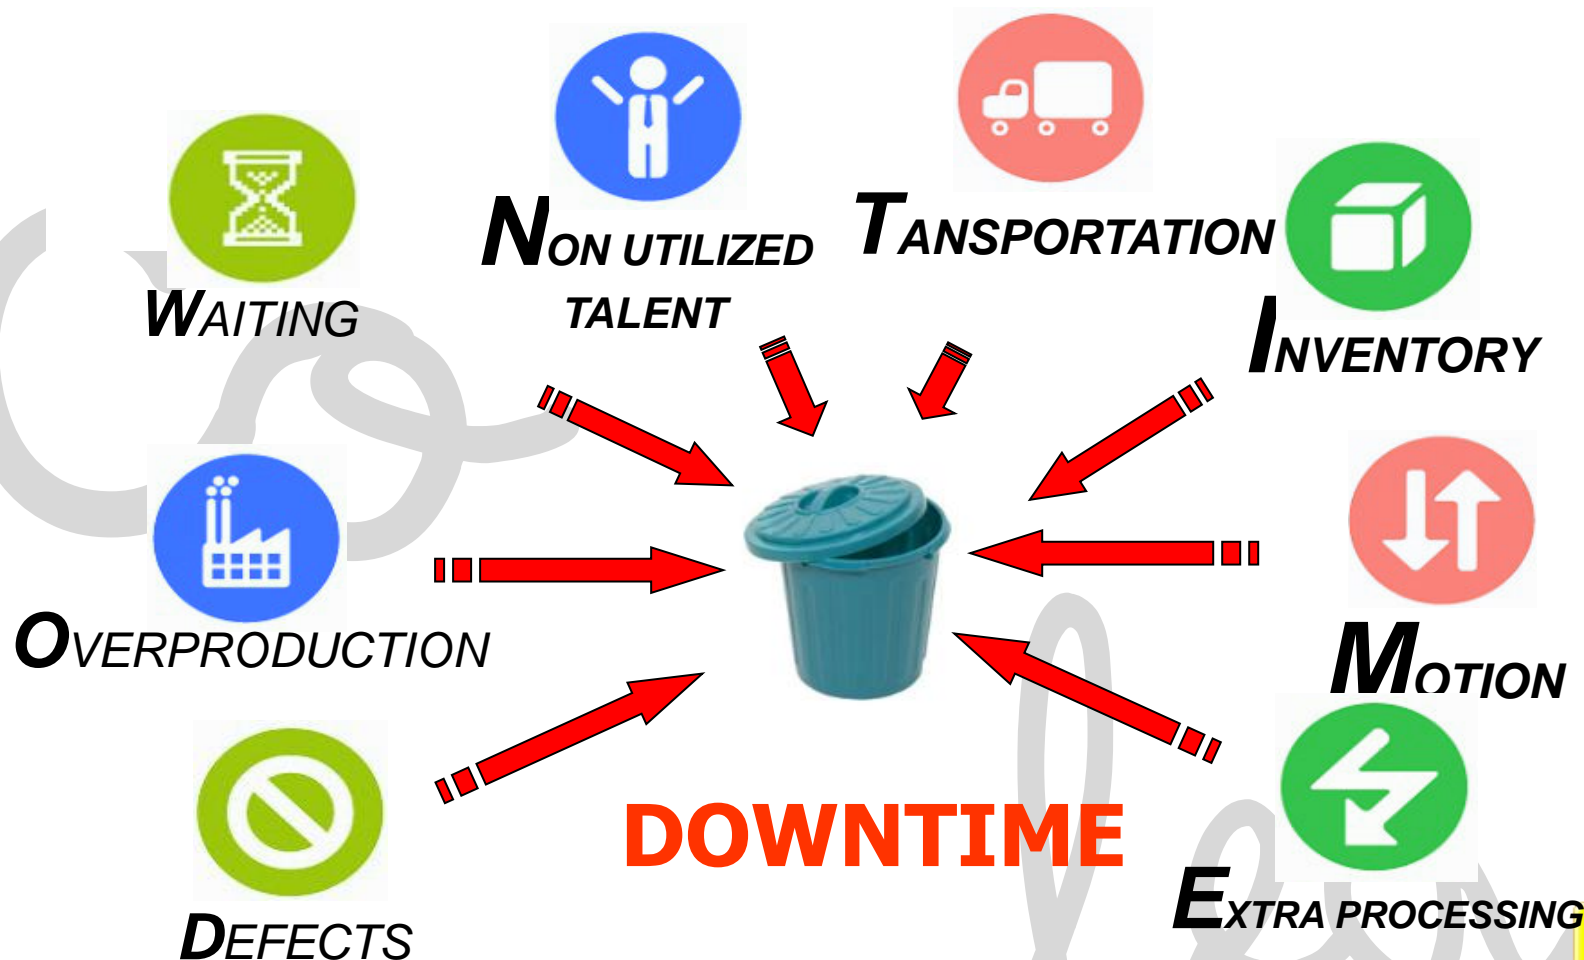 NON UTILIZED
TALENT
TANSPORTATION
WAITING
INVENTORY
OVERPRODUCTION
MOTION
DOWNTIME
EXTRA PROCESSING
DEFECTS